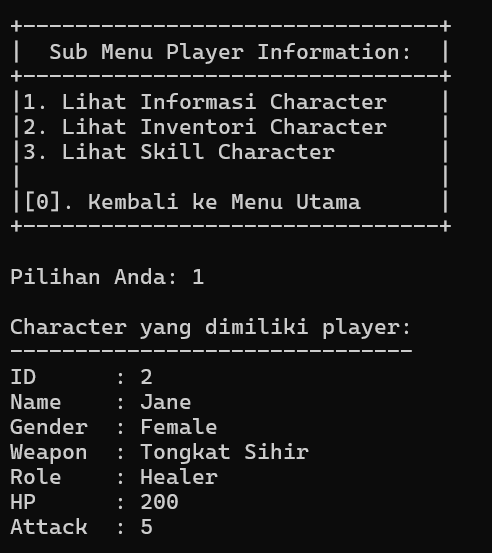 +--------------------------------+
|  Sub Menu Player Information:  |
+--------------------------------+
|1. Lihat Informasi Character    |
|2. Lihat Inventori Character    |
|3. Lihat Skill Character        |
|                                |
|[0]. Kembali ke Menu Utama      |
+--------------------------------+
Pilihan Anda: 1
Character yang dimiliki player:
-------------------------------
ID      : 2
Name    : Jane
Gender  : Female
Weapon  : Tongkat Sihir
Role    : Healer
HP      : 200
Attack  : 5